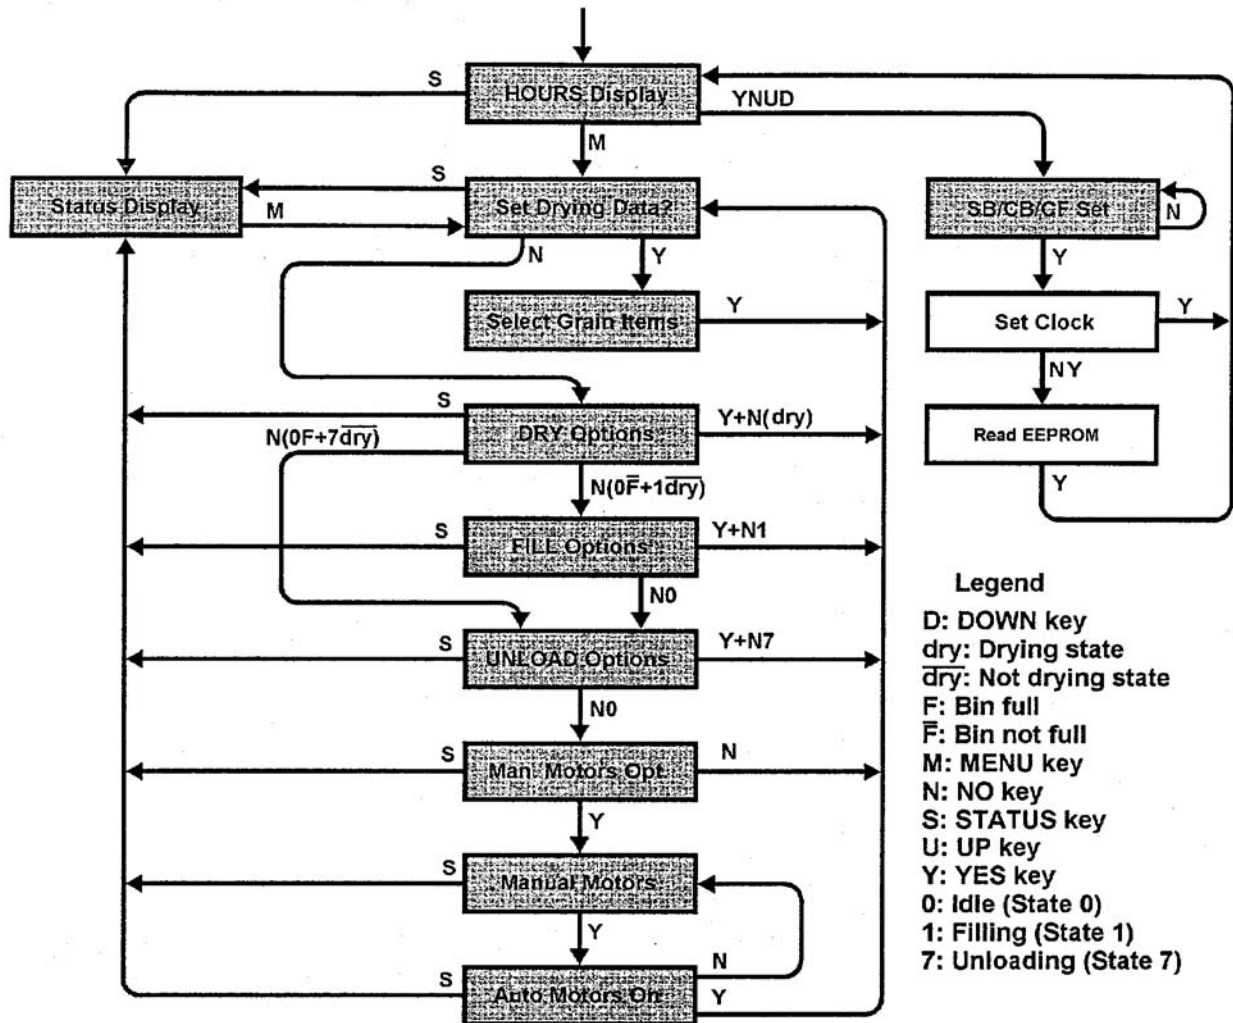 S
HOURS Display
YNUD
M
Status Display
S
M
Set Drying Data?
SB/CB/CF Set
N
N
Y
Y
Select Grain Items
Y
Set Clock
Y
NY
S
DRY Options
Y+N(dry)
Read EEPROM
N(0F+7d̅r̅y̅)
N(0F̅+1d̅r̅y̅)
Y
S
FILL Options
Y+N1
N0
S
UNLOAD Options
Y+N7
N0
S
Man. Motors Opt.
N
Y
S
Manual Motors
Y
N
S
Auto Motors On
Y
Legend
D: DOWN key
dry: Drying state
d̅r̅y̅: Not drying state
F: Bin full
F̅: Bin not full
M: MENU key
N: NO key
S: STATUS key
U: UP key
Y: YES key
0: Idle (State 0)
1: Filling (State 1)
7: Unloading (State 7)